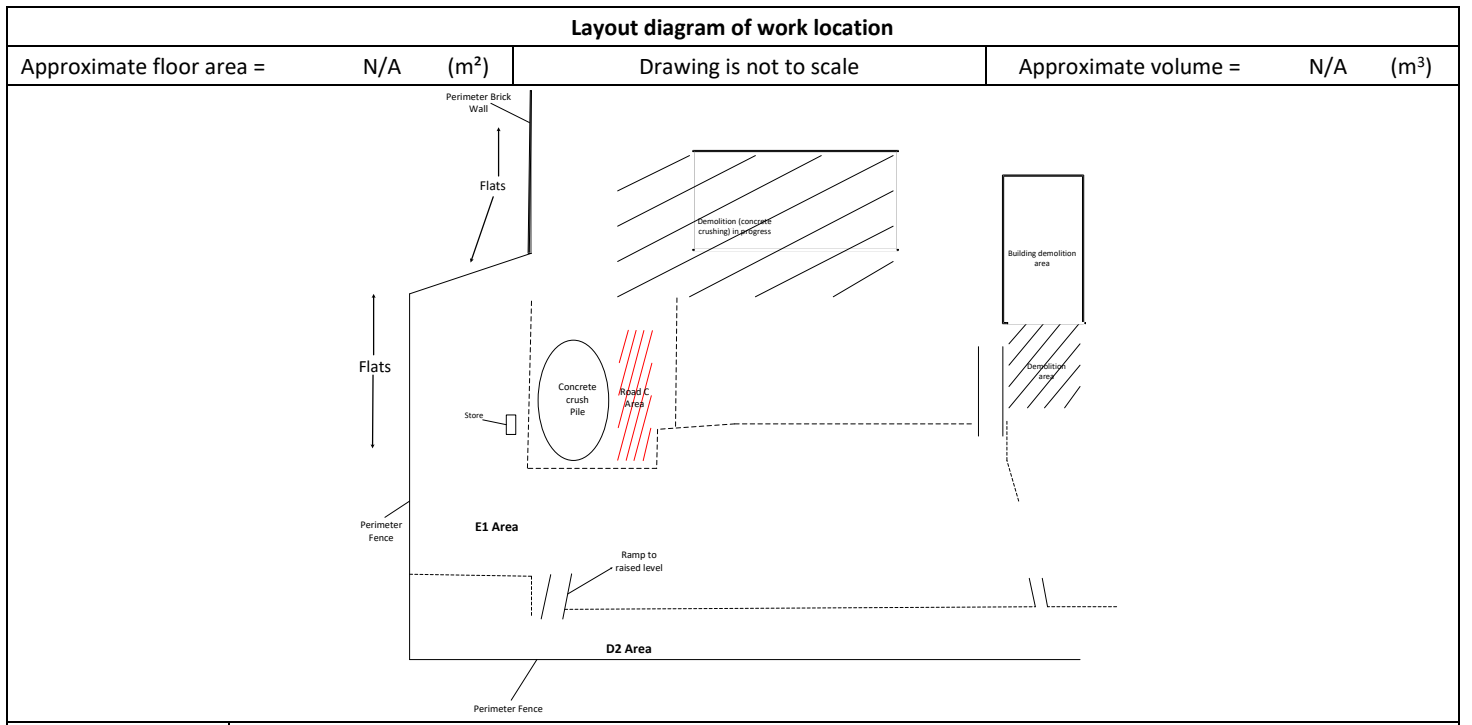 Layout diagram of work location
Approximate floor area = N/A (m²)
Drawing is not to scale
Approximate volume = N/A (m³)
Perimeter Brick
Wall
Flats
Demolition (concrete
crushing) in progress
Building demolition
area
Flats
Concrete
crush
Pile
Road C
Area
Demolition
area
Store
Perimeter
Fence
E1 Area
Ramp to
raised level
D2 Area
Perimeter Fence